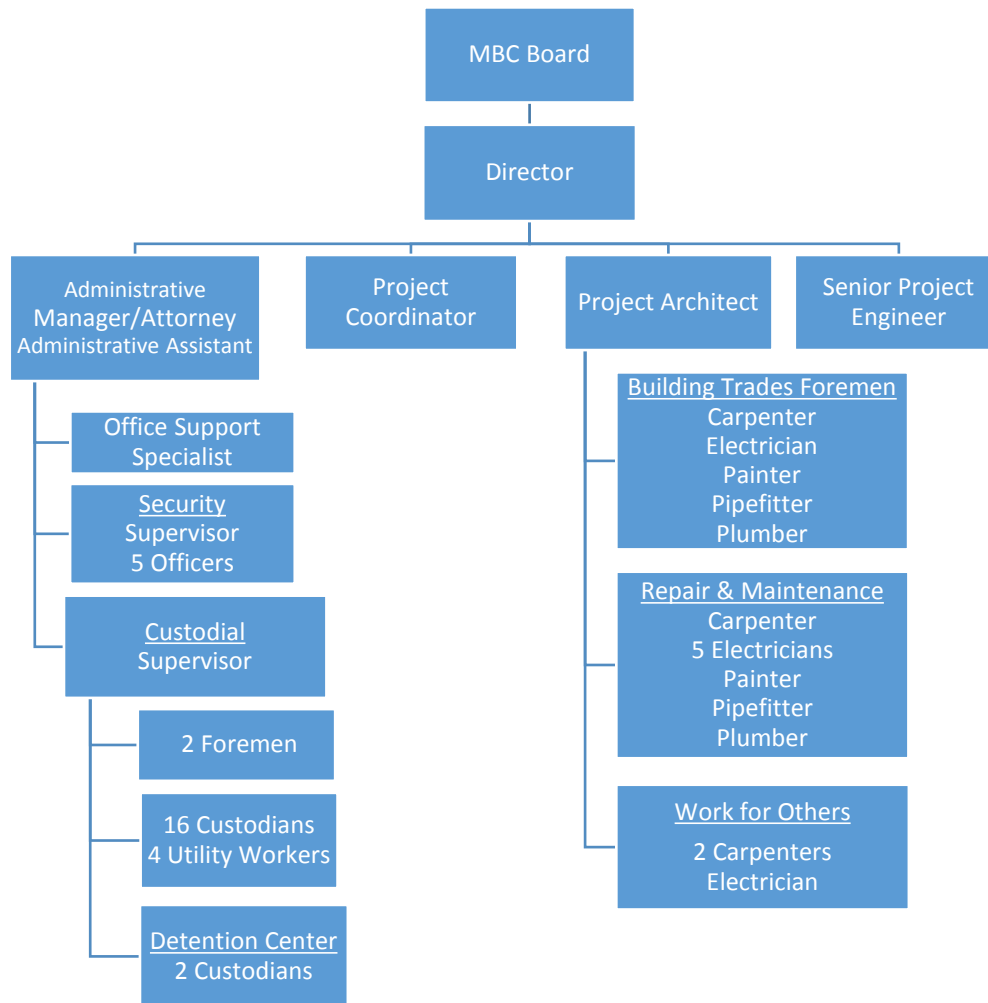 MBC Board
Director
Administrative
Manager/Attorney
Administrative Assistant
Project
Coordinator
Project Architect
Senior Project
Engineer
Office Support
Specialist
Security
Supervisor
5 Officers
Custodial
Supervisor
2 Foremen
16 Custodians
4 Utility Workers
Detention Center
2 Custodians
Building Trades Foremen
Carpenter
Electrician
Painter
Pipefitter
Plumber
Repair & Maintenance
Carpenter
5 Electricians
Painter
Pipefitter
Plumber
Work for Others
2 Carpenters
Electrician